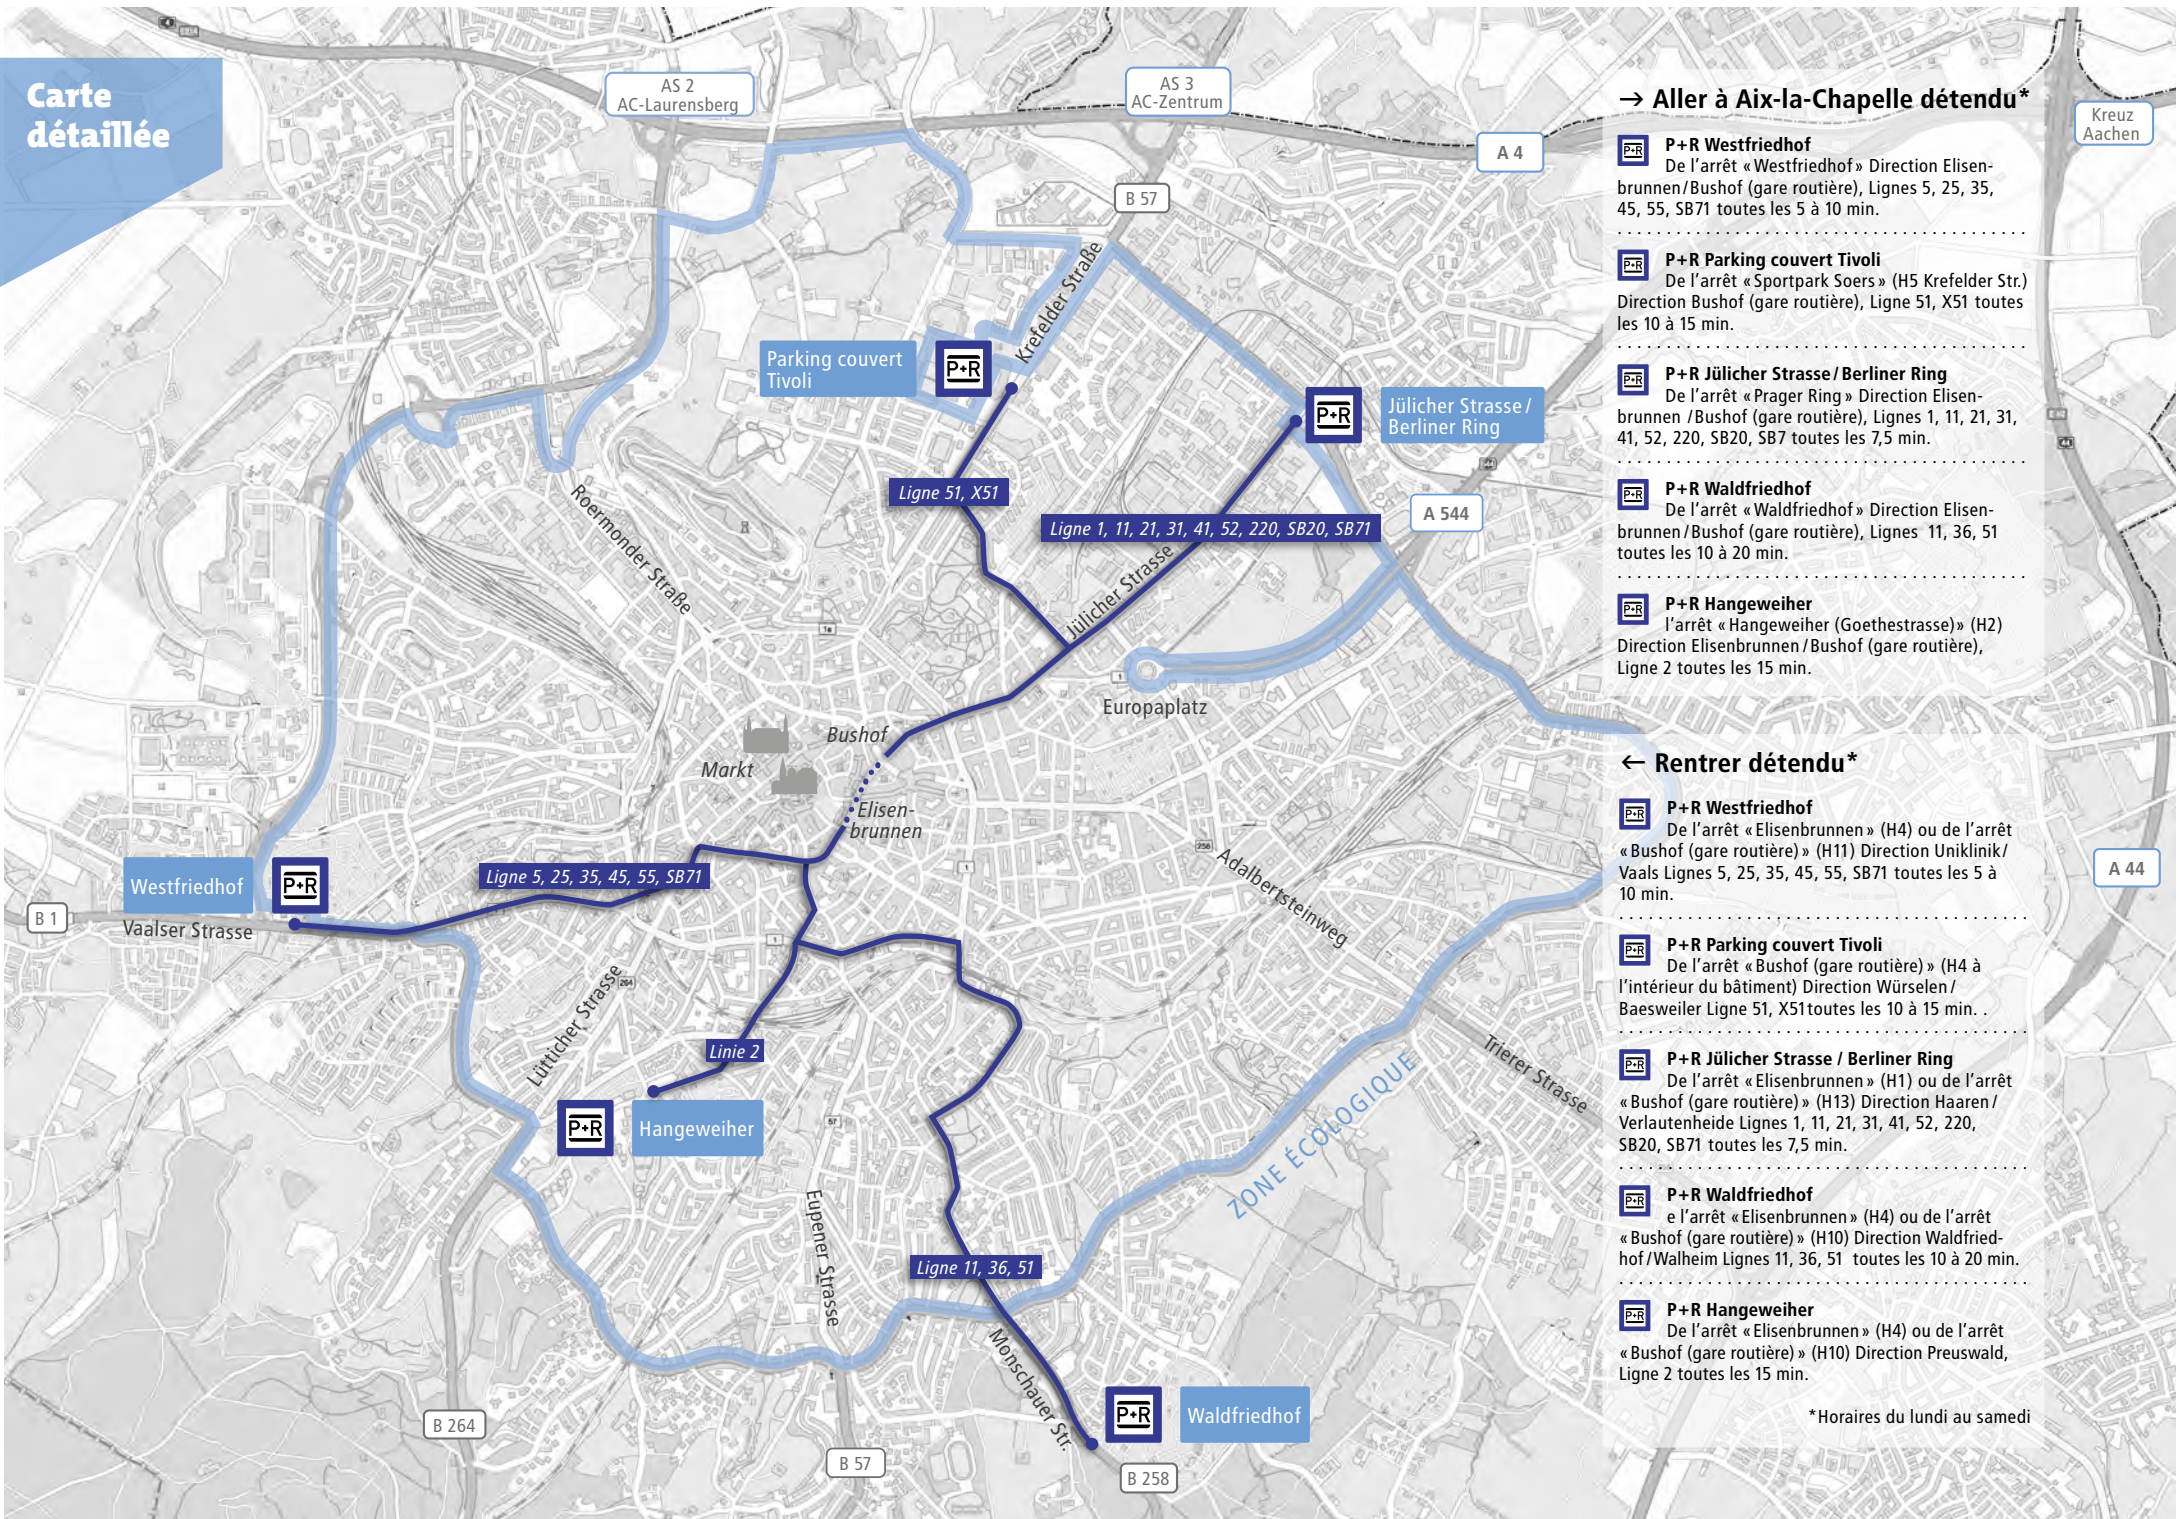 Carte
détaillée
AS 2
AC-Laurensberg
AS 3
AC-Zentrum
A 4
Kreuz
Aachen
B 57
Krefelder Straße
Parking couvert
Tivoli
P+R
P+R
Jülicher Strasse /
Berliner Ring
Ligne 51, X51
Ligne 1, 11, 21, 31, 41, 52, 220, SB20, SB71
A 544
Roermonder Straße
Jülicher Strasse
Europaplatz
Bushof
Markt
Elisen-
brunnen
Adalbertsteinweg
A 44
Westfriedhof
P+R
Ligne 5, 25, 35, 45, 55, SB71
B 1
Vaalser Strasse
Lütticher Strasse
Linie 2
P+R
Hangeweiher
Trierer Strasse
ZONE ÉCOLOGIQUE
Eupener Strasse
Ligne 11, 36, 51
Monschauer Str.
P+R
Waldfriedhof
B 264
B 57
B 258
→ Aller à Aix-la-Chapelle détendu*
P+R P+R Westfriedhof
De l'arrêt «Westfriedhof» Direction Elisen-
brunnen/Bushof (gare routière), Lignes 5, 25, 35,
45, 55, SB71 toutes les 5 à 10 min.
P+R P+R Parking couvert Tivoli
De l'arrêt «Sportpark Soers» (H5 Krefelder Str.)
Direction Bushof (gare routière), Ligne 51, X51 toutes
les 10 à 15 min.
P+R P+R Jülicher Strasse/Berliner Ring
De l'arrêt «Prager Ring» Direction Elisen-
brunnen /Bushof (gare routière), Lignes 1, 11, 21, 31,
41, 52, 220, SB20, SB7 toutes les 7,5 min.
P+R P+R Waldfriedhof
De l'arrêt «Waldfriedhof» Direction Elisen-
brunnen/Bushof (gare routière), Lignes 11, 36, 51
toutes les 10 à 20 min.
P+R P+R Hangeweiher
l'arrêt «Hangeweiher (Goethestrasse)» (H2)
Direction Elisenbrunnen/Bushof (gare routière),
Ligne 2 toutes les 15 min.
← Rentrer détendu*
P+R P+R Westfriedhof
De l'arrêt «Elisenbrunnen» (H4) ou de l'arrêt
«Bushof (gare routière)» (H11) Direction Uniklinik/
Vaals Lignes 5, 25, 35, 45, 55, SB71 toutes les 5 à
10 min.
P+R P+R Parking couvert Tivoli
De l'arrêt «Bushof (gare routière)» (H4 à
l'intérieur du bâtiment) Direction Würselen/
Baesweiler Ligne 51, X51toutes les 10 à 15 min. .
P+R P+R Jülicher Strasse / Berliner Ring
De l'arrêt «Elisenbrunnen» (H1) ou de l'arrêt
«Bushof (gare routière)» (H13) Direction Haaren/
Verlautenheide Lignes 1, 11, 21, 31, 41, 52, 220,
SB20, SB71 toutes les 7,5 min.
P+R P+R Waldfriedhof
e l'arrêt «Elisenbrunnen» (H4) ou de l'arrêt
«Bushof (gare routière)» (H10) Direction Waldfried-
hof/Walheim Lignes 11, 36, 51 toutes les 10 à 20 min.
P+R P+R Hangeweiher
De l'arrêt «Elisenbrunnen» (H4) ou de l'arrêt
«Bushof (gare routière)» (H10) Direction Preuswald,
Ligne 2 toutes les 15 min.
*Horaires du lundi au samedi